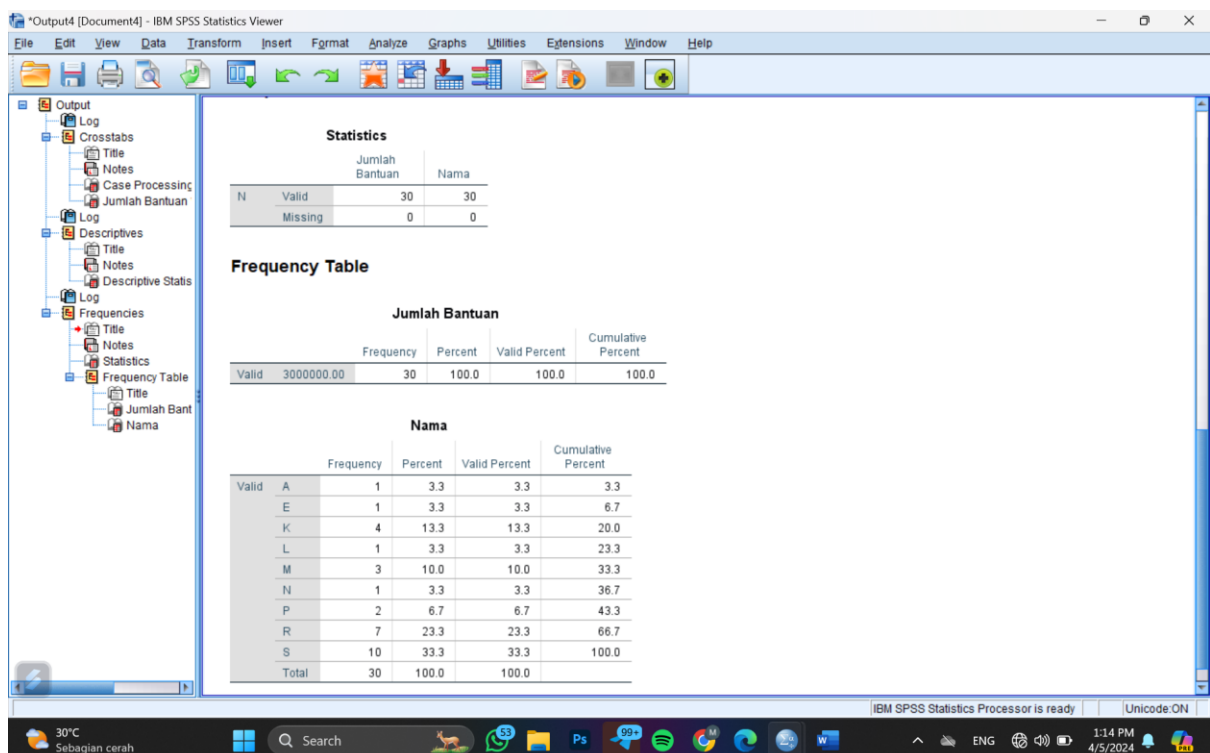 *Output4 [Document4] - IBM SPSS Statistics Viewer
File Edit View Data Transform Insert Format Analyze Graphs Utilities Extensions Window Help
Output
Log
Crosstabs
Title
Notes
Case Processing
Jumlah Bantuan
Log
Descriptives
Title
Notes
Descriptive Statis
Log
Frequencies
Title
Notes
Statistics
Frequency Table
Title
Jumlah Bant
Nama
Statistics
Jumlah Bantuan Nama
N Valid 30 30
Missing 0 0
Frequency Table
Jumlah Bantuan
Frequency Percent Valid Percent Cumulative Percent
Valid 3000000.00 30 100.0 100.0 100.0
Nama
Frequency Percent Valid Percent Cumulative Percent
Valid A 1 3.3 3.3 3.3
E 1 3.3 3.3 6.7
K 4 13.3 13.3 20.0
L 1 3.3 3.3 23.3
M 3 10.0 10.0 33.3
N 1 3.3 3.3 36.7
P 2 6.7 6.7 43.3
R 7 23.3 23.3 66.7
S 10 33.3 33.3 100.0
Total 30 100.0 100.0
IBM SPSS Statistics Processor is ready Unicode:ON
30°C
Sebagian cerah
Search
53
Ps
99+
ENG
1:14 PM
4/5/2024
PRE